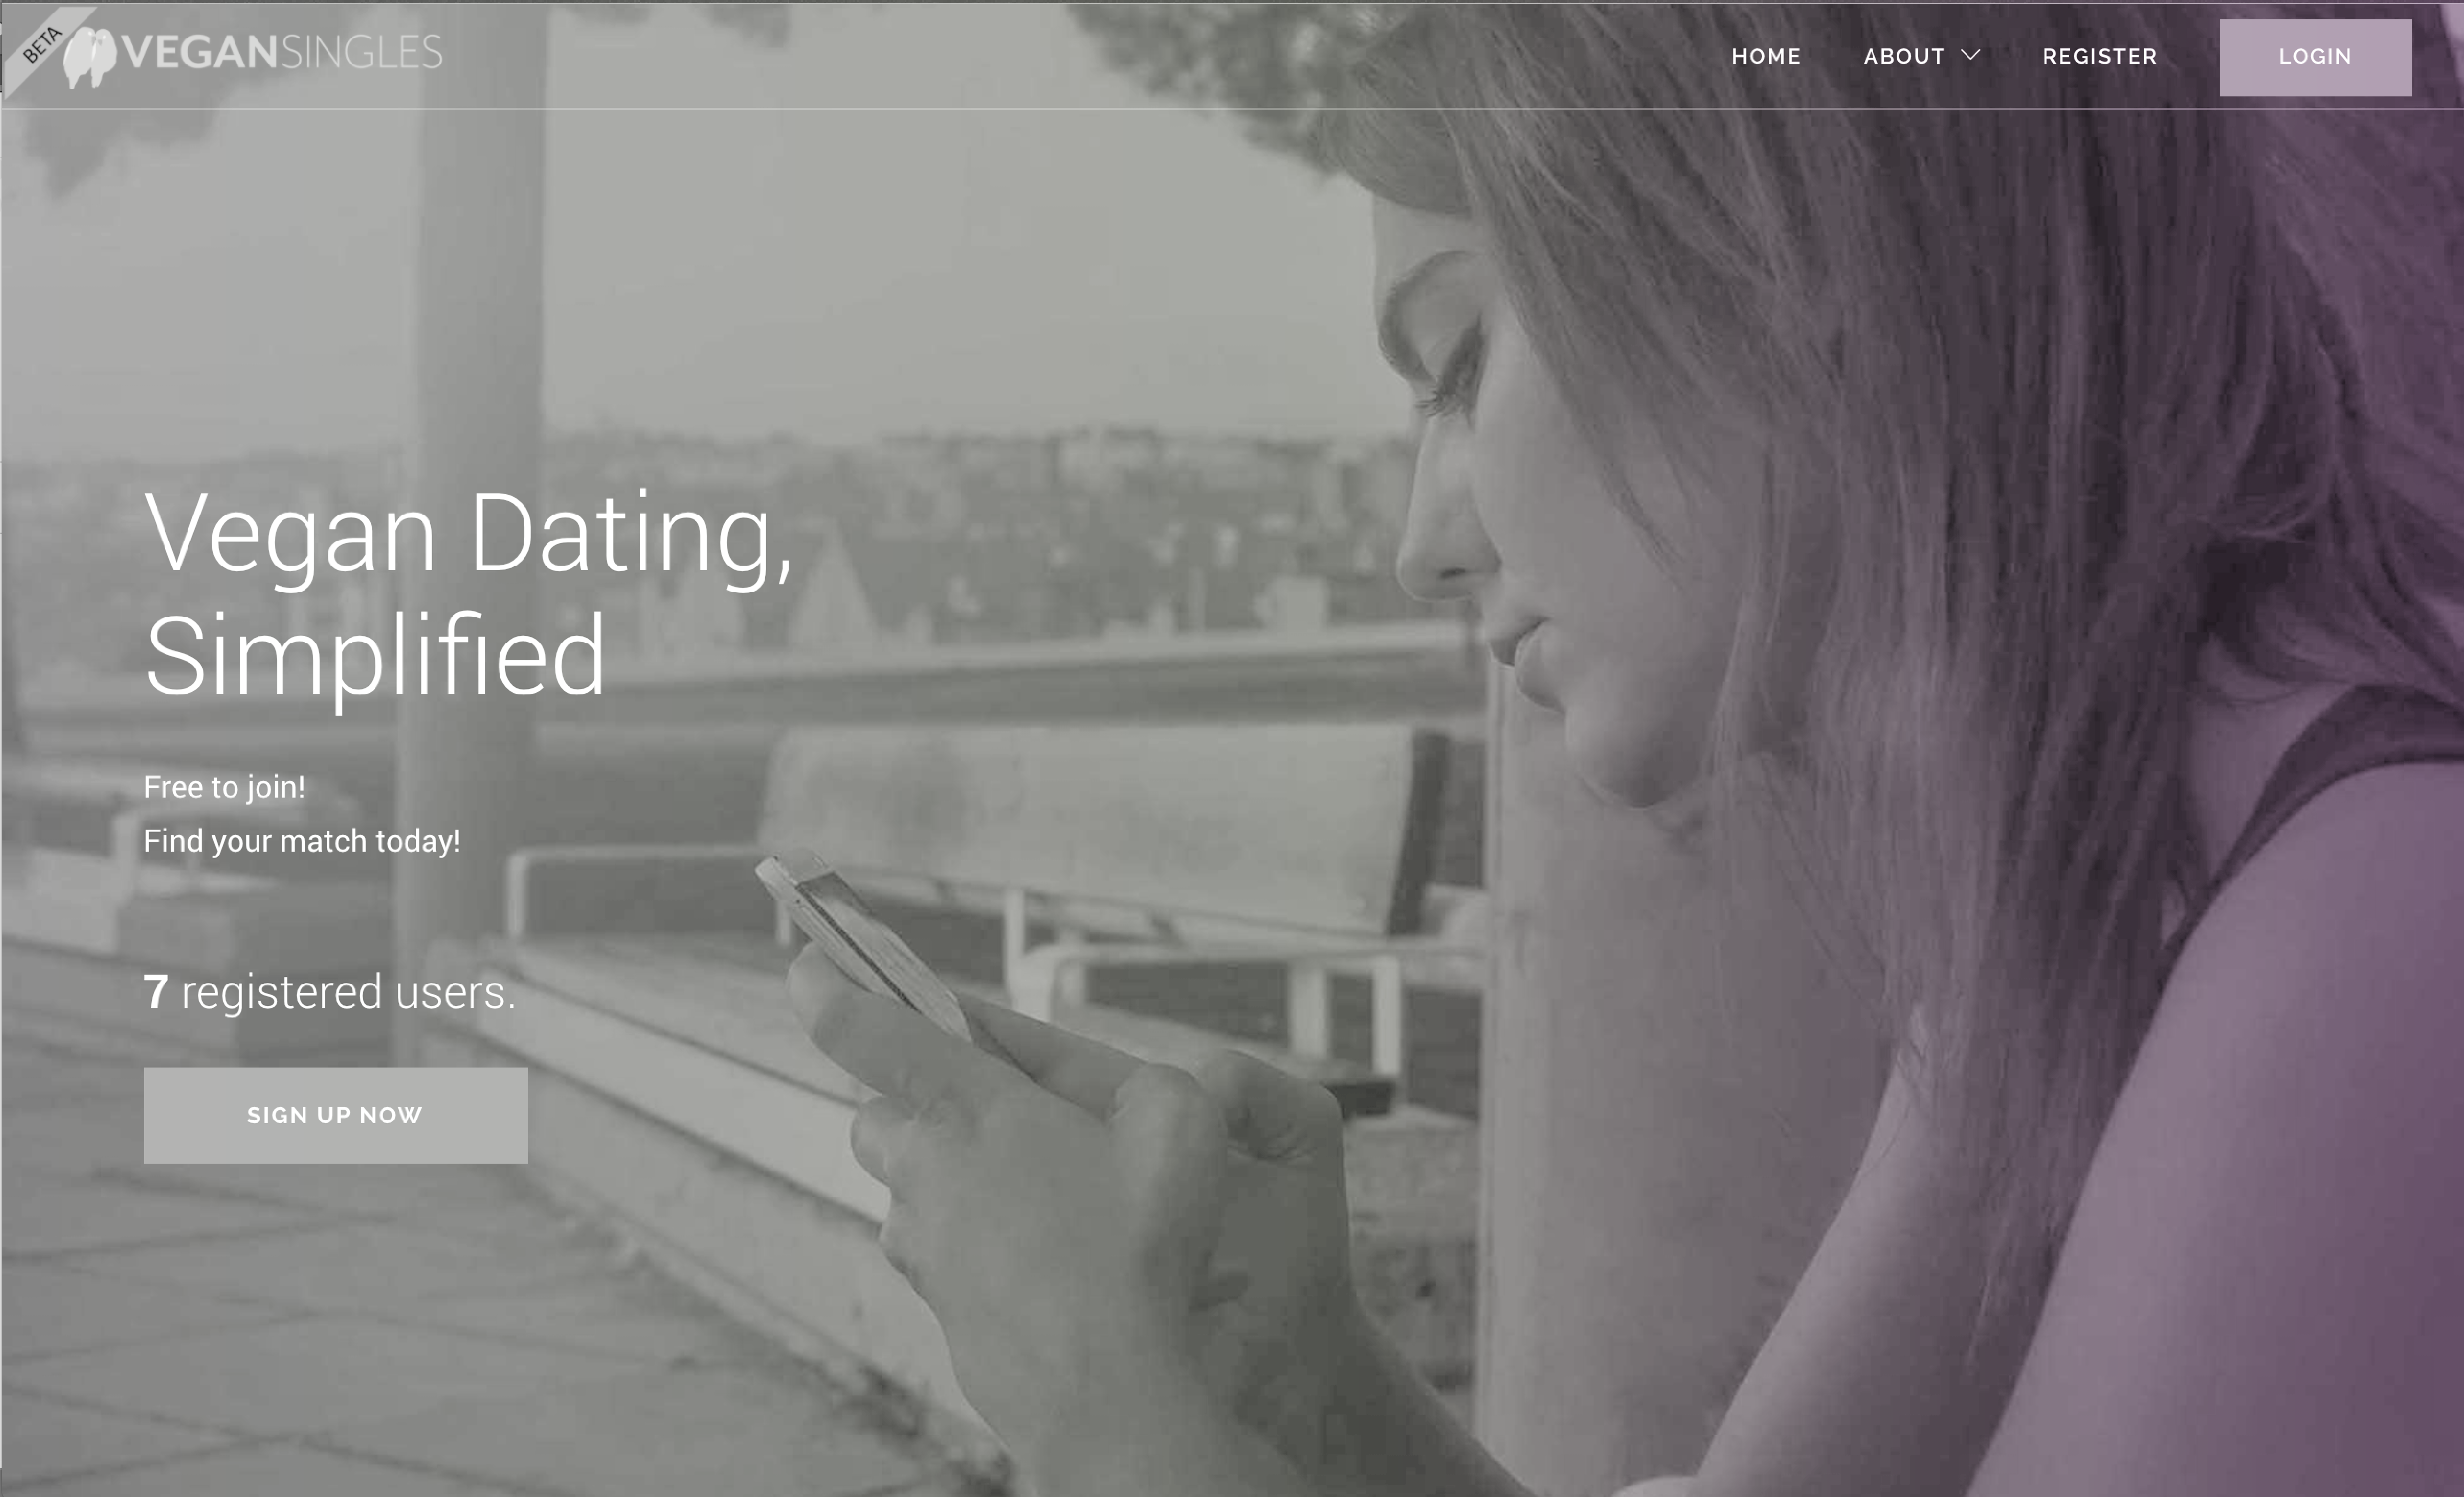 BETA
VEGANSINGLES
HOME
ABOUT
REGISTER
LOGIN
Vegan Dating,
Simplified
Free to join!
Find your match today!
7 registered users.
SIGN UP NOW